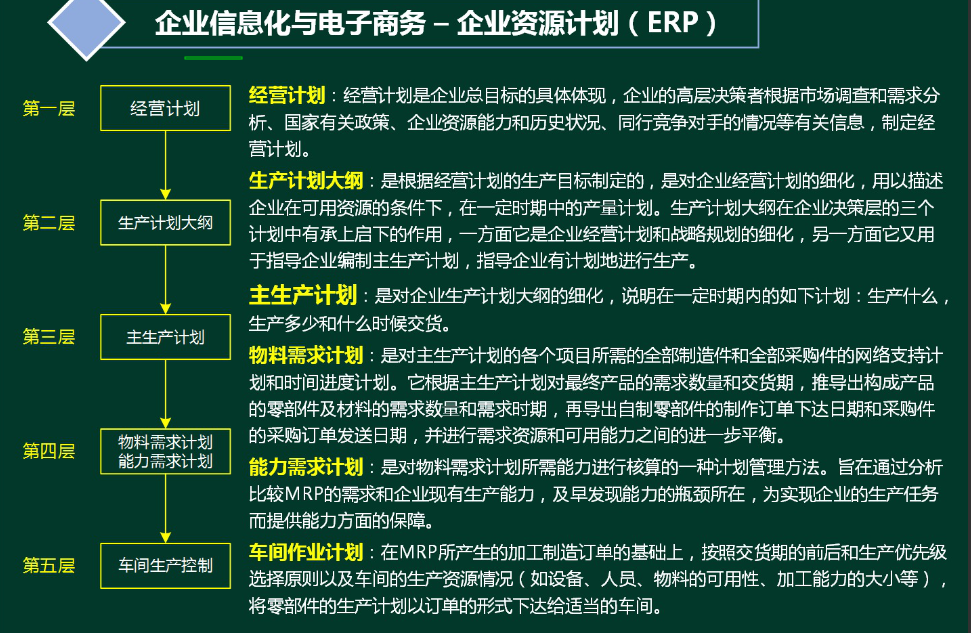 企业信息化与电子商务 – 企业资源计划（ERP）
第一层
经营计划
经营计划：经营计划是企业总目标的具体体现，企业的高层决策者根据市场调查和需求分
析、国家有关政策、企业资源能力和历史状况、同行竞争对手的情况等有关信息，制定经
营计划。
第二层
生产计划大纲
生产计划大纲：是根据经营计划的生产目标制定的，是对企业经营计划的细化，用以描述
企业在可用资源的条件下，在一定时期中的产量计划。生产计划大纲在企业决策层的三个
计划中有承上启下的作用，一方面它是企业经营计划和战略规划的细化，另一方面它又用
于指导企业编制主生产计划，指导企业有计划地进行生产。
第三层
主生产计划
主生产计划：是对企业生产计划大纲的细化，说明在一定时期内的如下计划：生产什么，
生产多少和什么时候交货。
第四层
物料需求计划
能力需求计划
物料需求计划：是对主生产计划的各个项目所需的全部制造件和全部采购件的网络支持计
划和时间进度计划。它根据主生产计划对最终产品的需求数量和交货期，推导出构成产品
的零部件及材料的需求数量和需求时期，再导出自制零部件的制作订单下达日期和采购件
的采购订单发送日期，并进行需求资源和可用能力之间的进一步平衡。
能力需求计划：是对物料需求计划所需能力进行核算的一种计划管理方法。旨在通过分析
比较MRP的需求和企业现有生产能力，及早发现能力的瓶颈所在，为实现企业的生产任务
而提供能力方面的保障。
第五层
车间生产控制
车间作业计划：在MRP所产生的加工制造订单的基础上，按照交货期的前后和生产优先级
选择原则以及车间的生产资源情况（如设备、人员、物料的可用性、加工能力的大小等），
将零部件的生产计划以订单的形式下达给适当的车间。